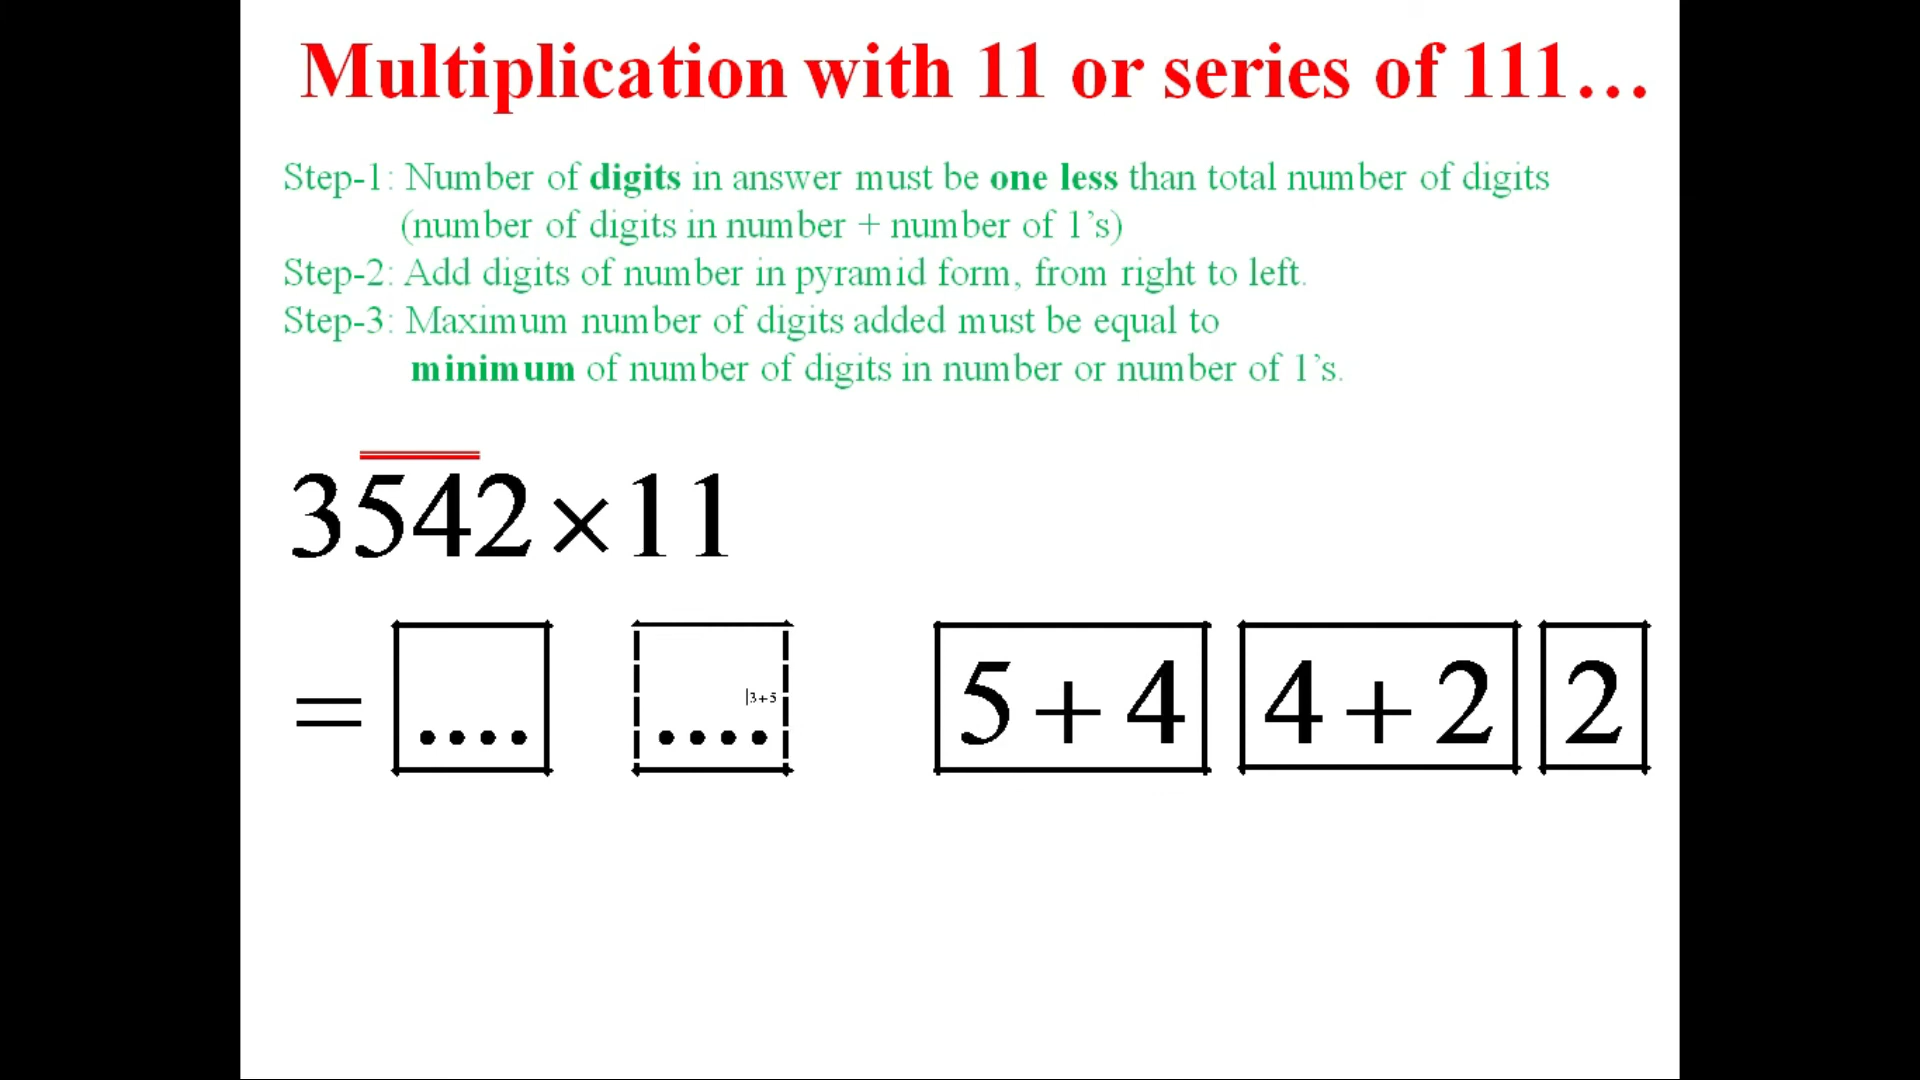 Multiplication with 11 or series of 111...
Step-1: Number of digits in answer must be one less than total number of digits
(number of digits in number + number of 1’s)
Step-2: Add digits of number in pyramid form, from right to left.
Step-3: Maximum number of digits added must be equal to
minimum of number of digits in number or number of 1’s.
3542×11
= .... .... 3+5 5+4 4+2 2